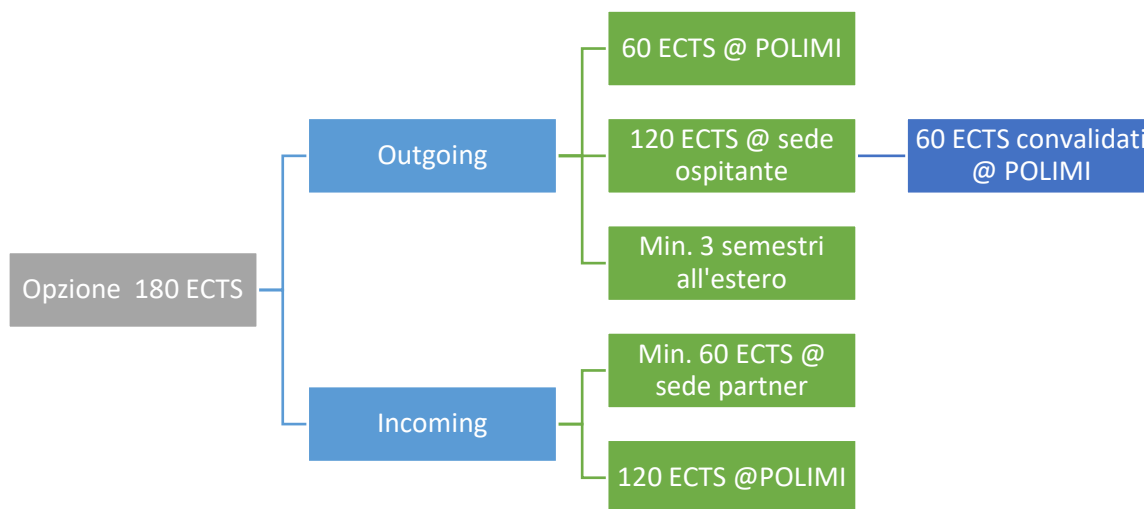 60 ECTS @ POLIMI
Outgoing
120 ECTS @ sede
ospitante
60 ECTS convalidati
@ POLIMI
Min. 3 semestri
all'estero
Opzione  180 ECTS
Min. 60 ECTS @
sede partner
Incoming
120 ECTS @POLIMI